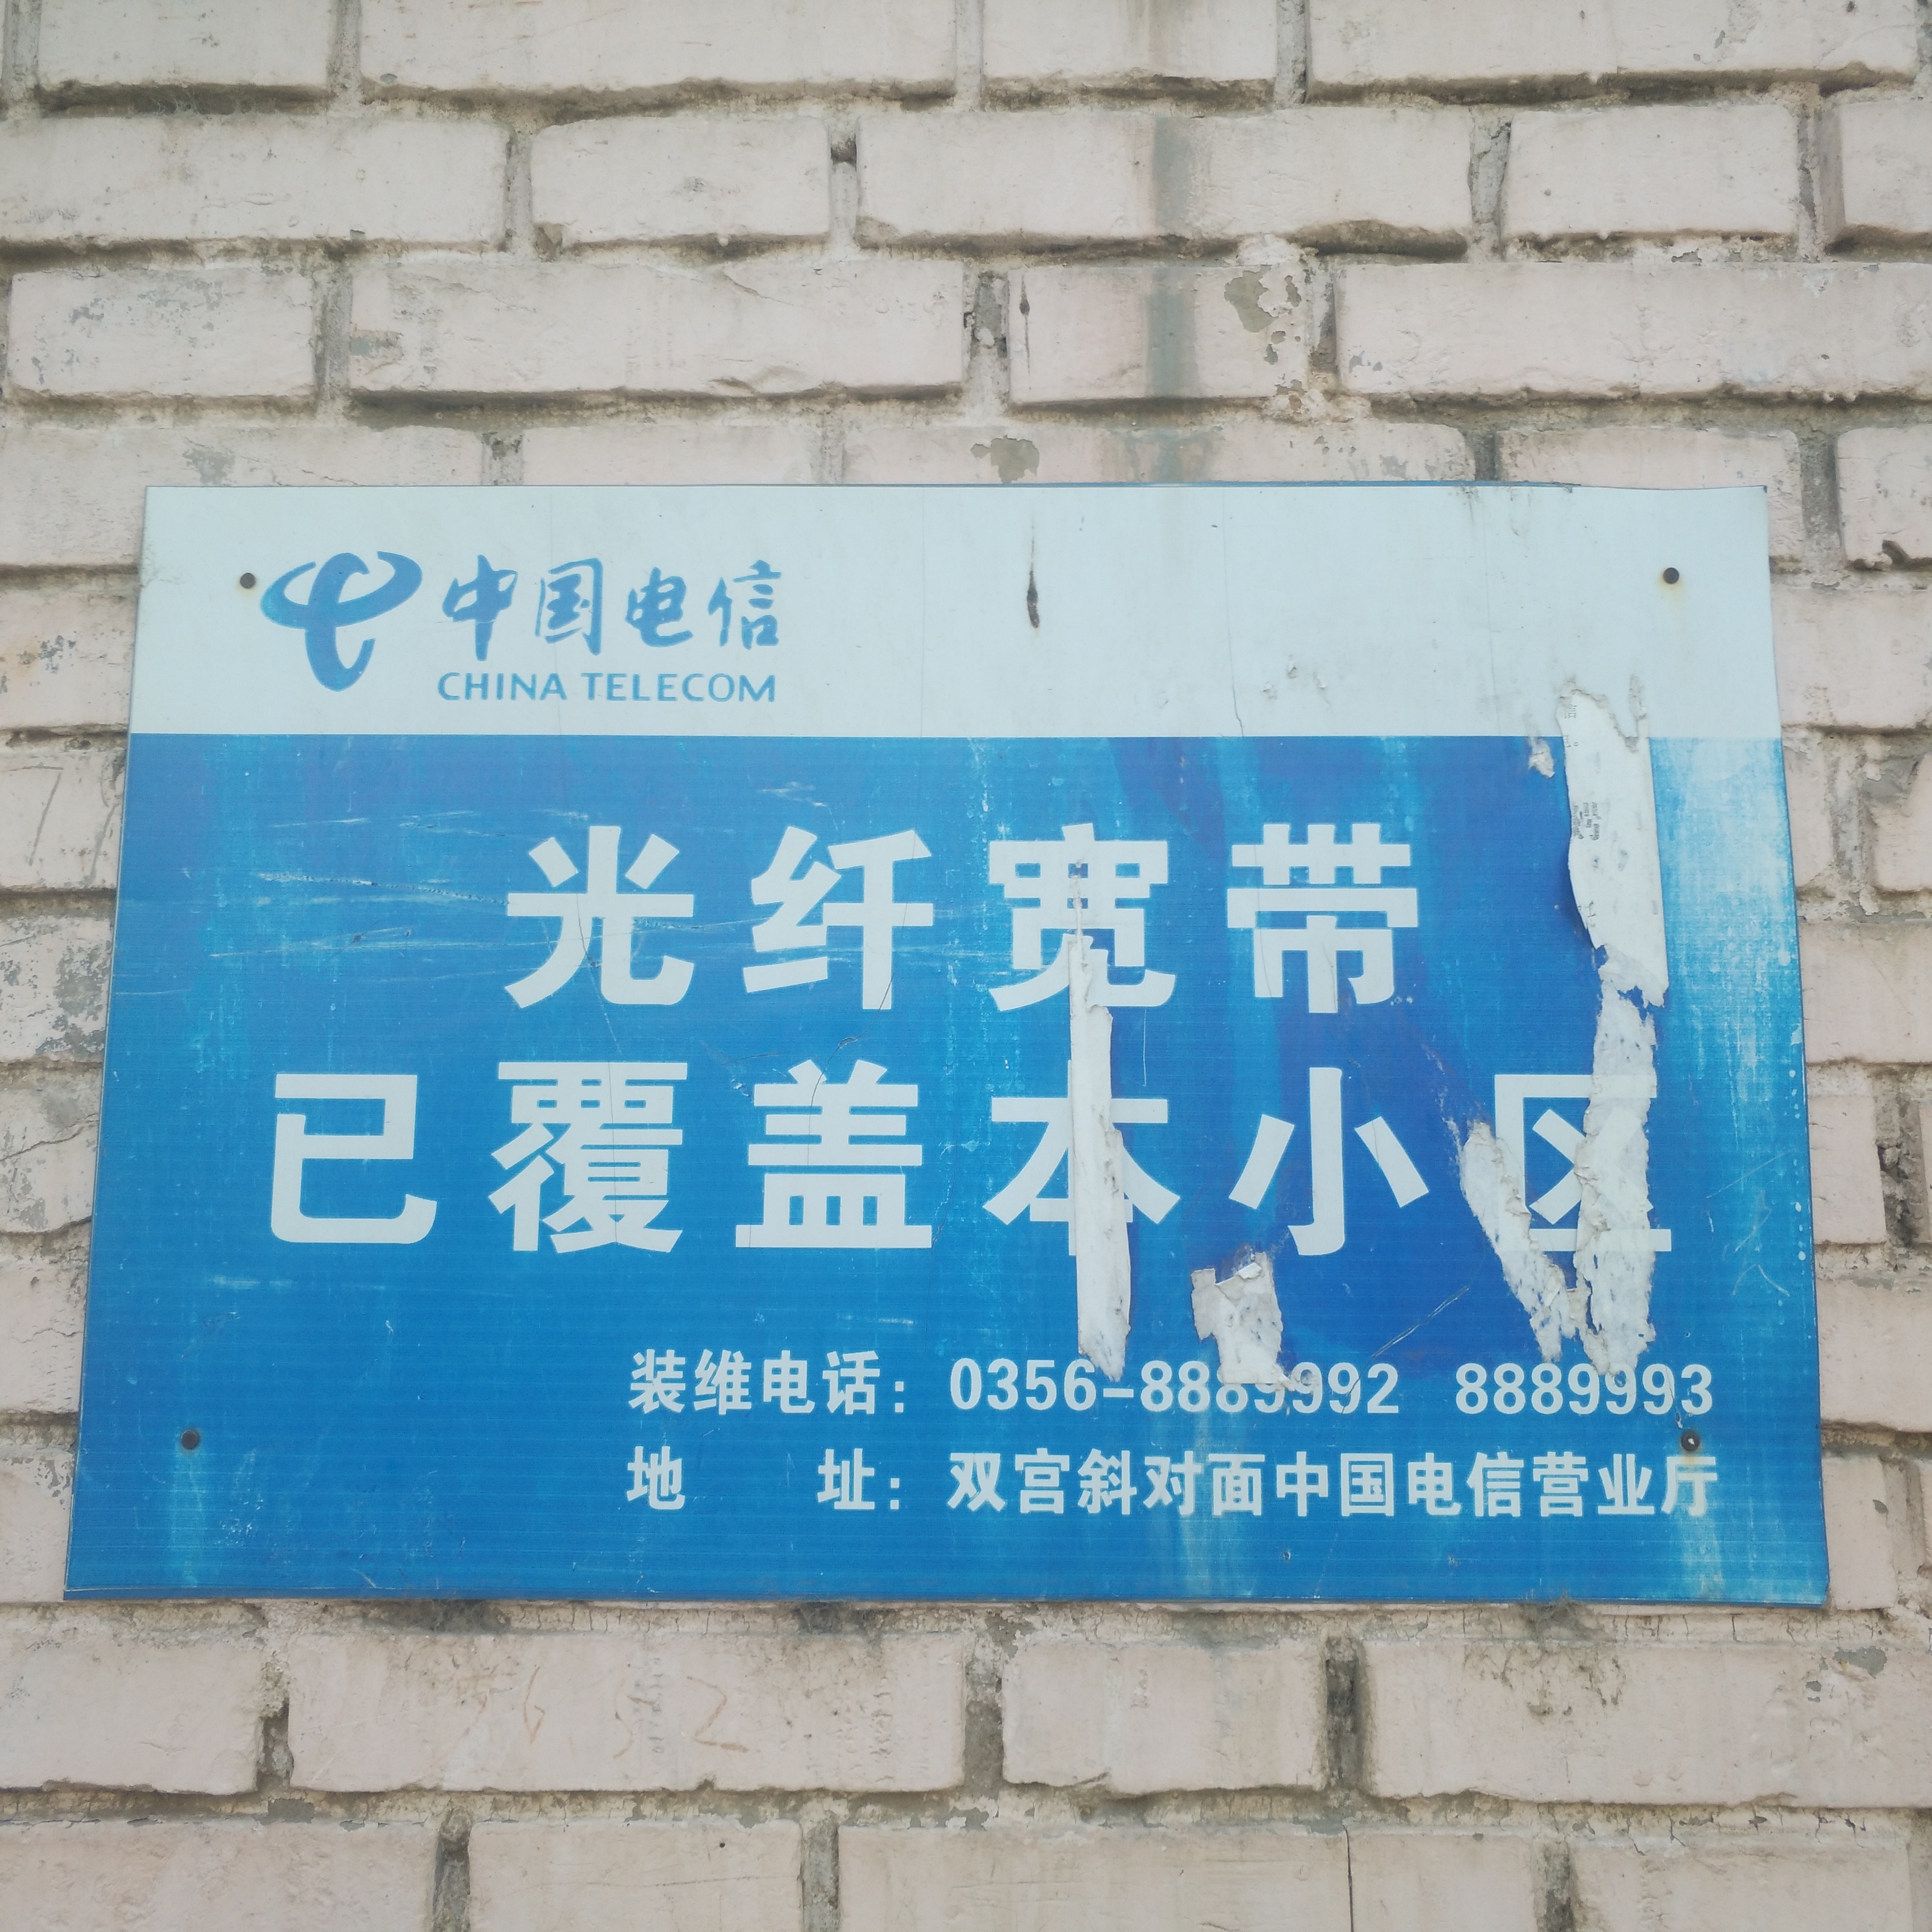 中国电信
CHINA TELECOM
光纤宽带
已覆盖本小区
装维电话：0356-8889992 8889993
地 址：双宫斜对面中国电信营业厅